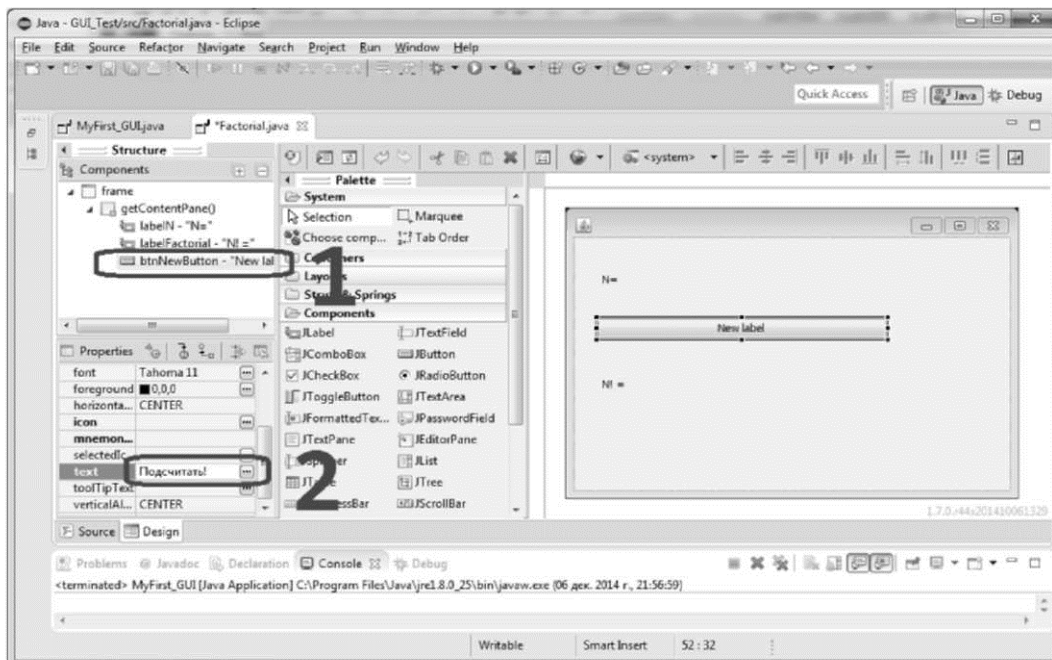 Java - GUI_Test/src/Factorial.java - Eclipse
File Edit Source Refactor Navigate Search Project Run Window Help
Quick Access Java Debug
MyFirst_GUI.java *Factorial.java
Structure
<system>
Components
Palette
frame
System
getContentPane()
Selection Marquee
labelN - "N="
Choose comp... Tab Order
labelFactorial - "N! ="
btnNewButton - "New lal
1
Layouts
Springs
Components
N=
New label
N! =
JLabel JTextField
Properties
JComboBox JButton
font Tahoma 11
JCheckBox JRadioButton
foreground 0,0,0
JToggleButton JTextArea
horizonta... CENTER
JFormattedTex... JPasswordField
icon
mnemon...
JTextPane JEditorPane
selectedIc...
JList
text Подсчитать!
2
JTree
toolTipText
JScrollBar
verticalAl... CENTER
1.7.0.r44x201410061329
Source Design
Problems Javadoc Declaration Console Debug
<terminated> MyFirst_GUI [Java Application] C:\Program Files\Java\jre1.8.0_25\bin\javaw.exe (06 дек. 2014 г., 21:56:59)
Writable Smart Insert 52 : 32